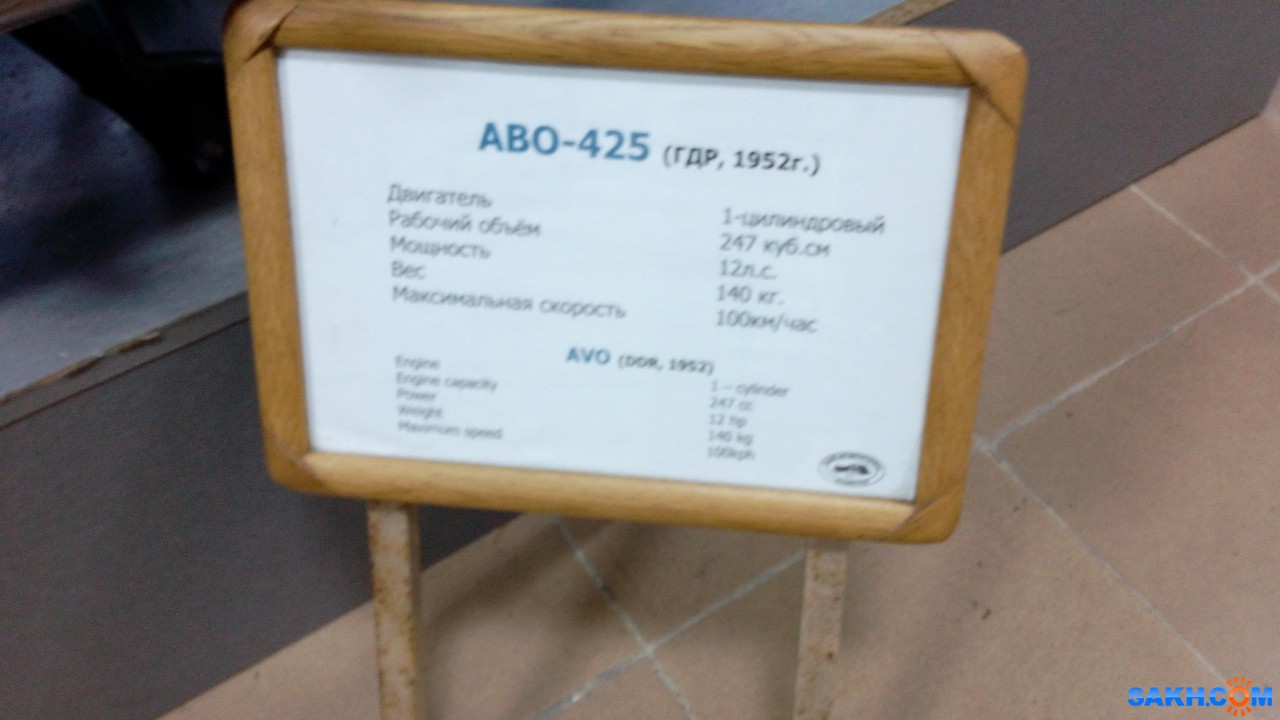 АВО-425 (ГДР, 1952г.)
Двигатель 1-цилиндровый
Рабочий объём 247 куб.см
Мощность 12л.с.
Вес 140 кг.
Максимальная скорость 100км/час
AVO (DDR, 1952)
Engine 1 – cylinder
Engine capacity 247 cc
Power 12 hp
Weight 140 kg
Maximum speed 100kph
SAKH.COM